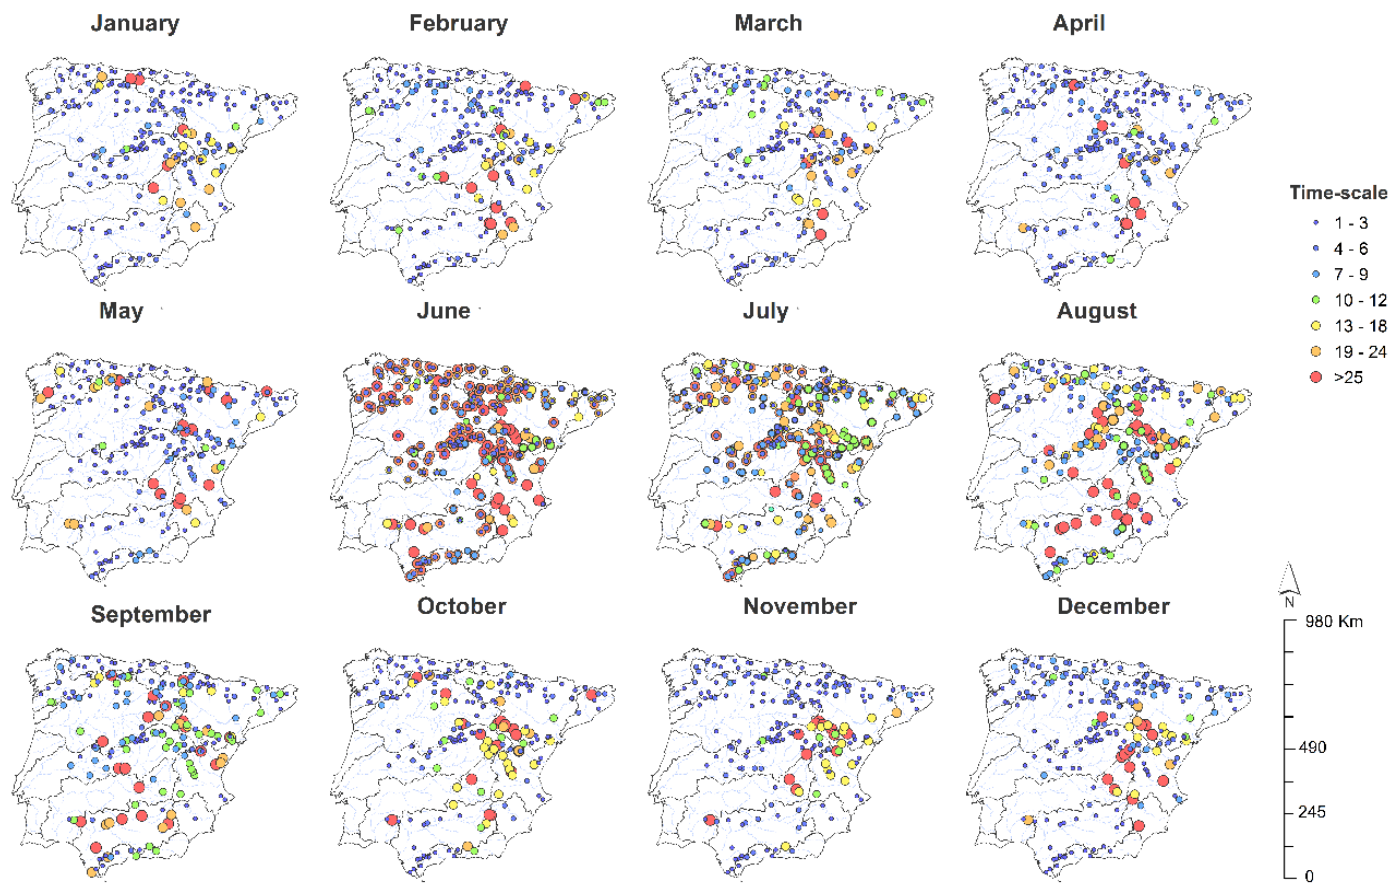 January
February
March
April
Time-scale
1 - 3
4 - 6
7 - 9
10 - 12
13 - 18
19 - 24
>25
May
June
July
August
September
October
November
December
N
980 Km
490
245
0